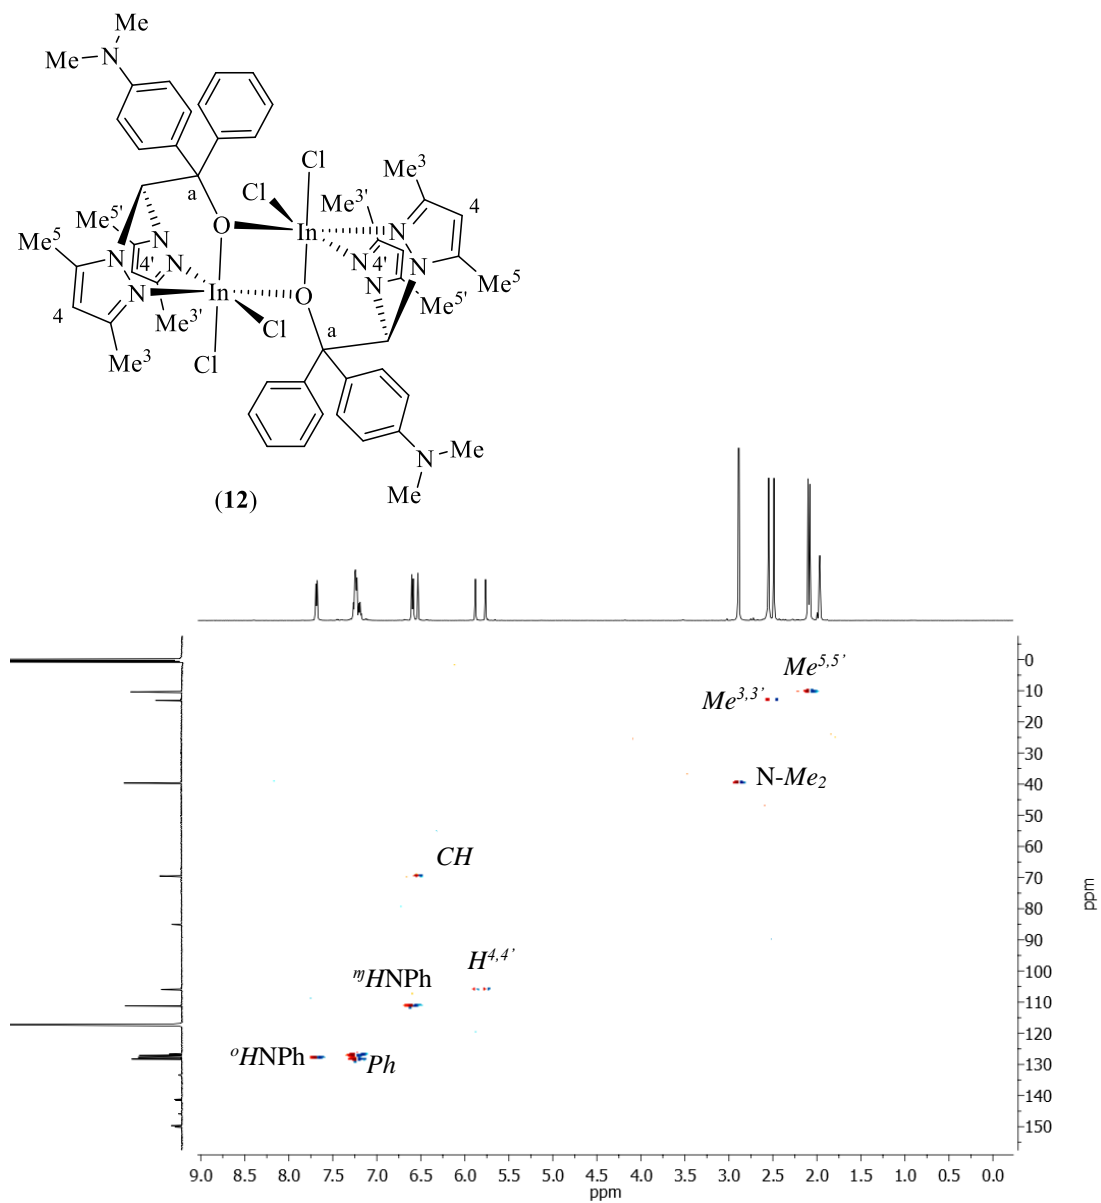 Me
Me
N
Cl
Cl
a
Me³
Me³'
4
Me⁵'
Me⁵
O
In
N
N
N
N
N
4'
N
4'
N
N
Me⁵
Me⁵'
In
O
4
Me³'
Cl
a
Me³
Cl
N
Me
Me
(12)
Me⁵,⁵'
Me³,³'
N-Me₂
CH
H⁴,⁴'
ᵐHNPh
ᵒHNPh
Ph
0
10
20
30
40
50
60
70
80
90
100
110
120
130
140
150
ppm
9.0 8.5 8.0 7.5 7.0 6.5 6.0 5.5 5.0 4.5 4.0 3.5 3.0 2.5 2.0 1.5 1.0 0.5 0.0
ppm